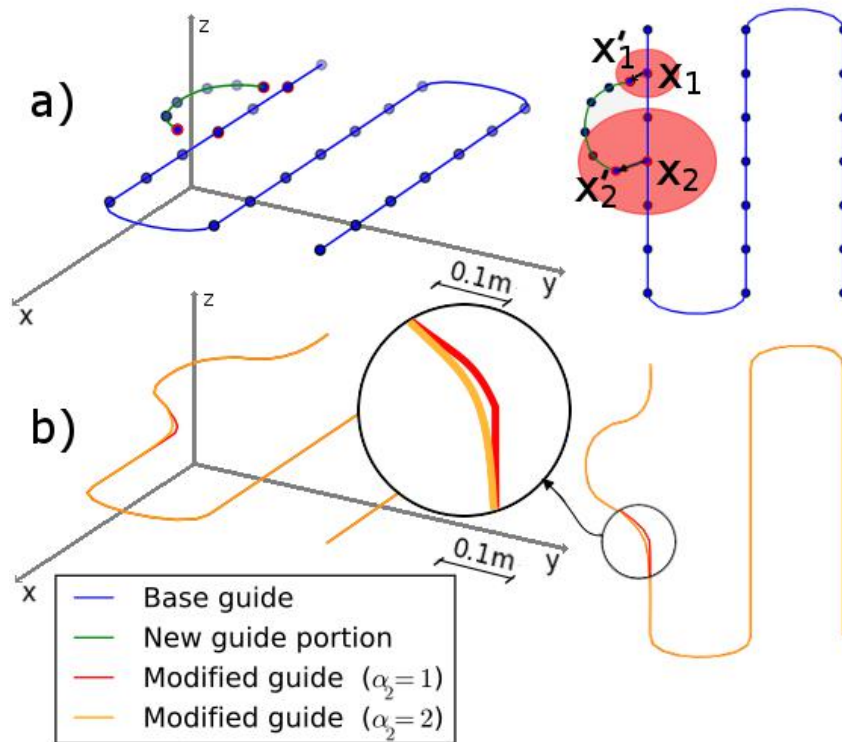 a)
z
x
y
0.1m
x'₁
x₁
x'₂
x₂
b)
z
x
y
0.1m
Base guide
New guide portion
Modified guide (α₂=1)
Modified guide (α₂=2)